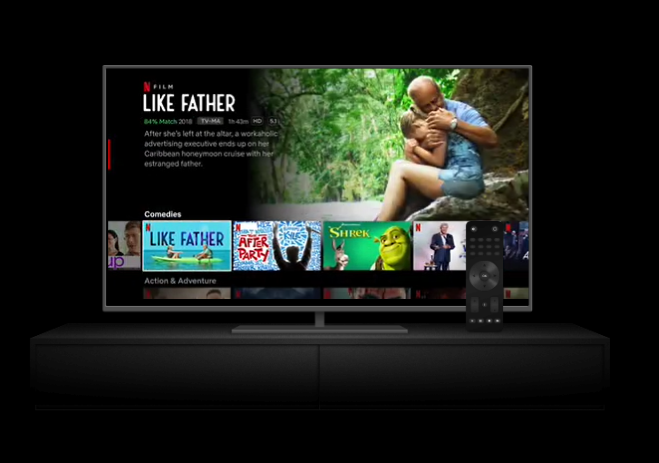 N FILM
LIKE FATHER
84% Match 2018 TV-MA 1h 43m HD 5.1
After she's left at the altar, a workaholic
advertising executive ends up on her
Caribbean honeymoon cruise with her
estranged father.
Comedies
up
N
LIKE FATHER
N
THE
AFTER
PARTY
SHREK
N
N
Action & Adventure